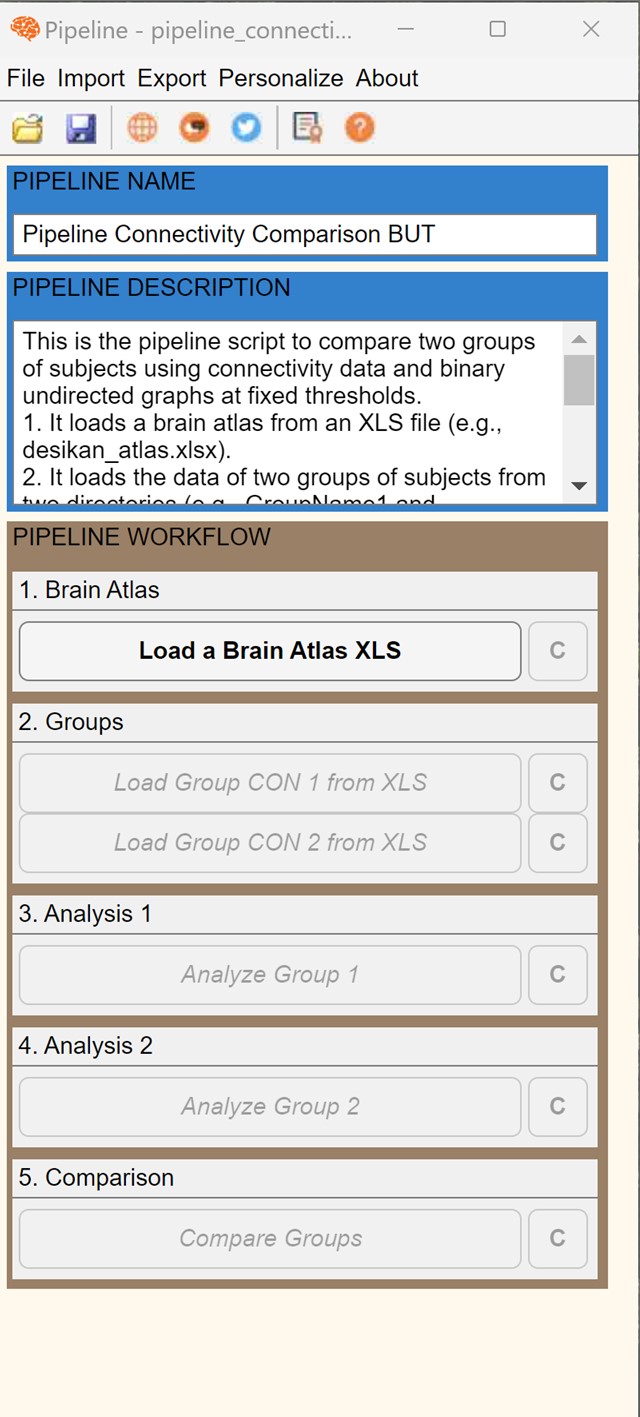 Pipeline - pipeline_connecti...
File Import Export Personalize About
PIPELINE NAME
Pipeline Connectivity Comparison BUT
PIPELINE DESCRIPTION
This is the pipeline script to compare two groups
of subjects using connectivity data and binary
undirected graphs at fixed thresholds.
1. It loads a brain atlas from an XLS file (e.g.,
desikan_atlas.xlsx).
2. It loads the data of two groups of subjects from
two directories (e.g., GroupName1 and
PIPELINE WORKFLOW
1. Brain Atlas
Load a Brain Atlas XLS C
2. Groups
Load Group CON 1 from XLS C
Load Group CON 2 from XLS C
3. Analysis 1
Analyze Group 1 C
4. Analysis 2
Analyze Group 2 C
5. Comparison
Compare Groups C